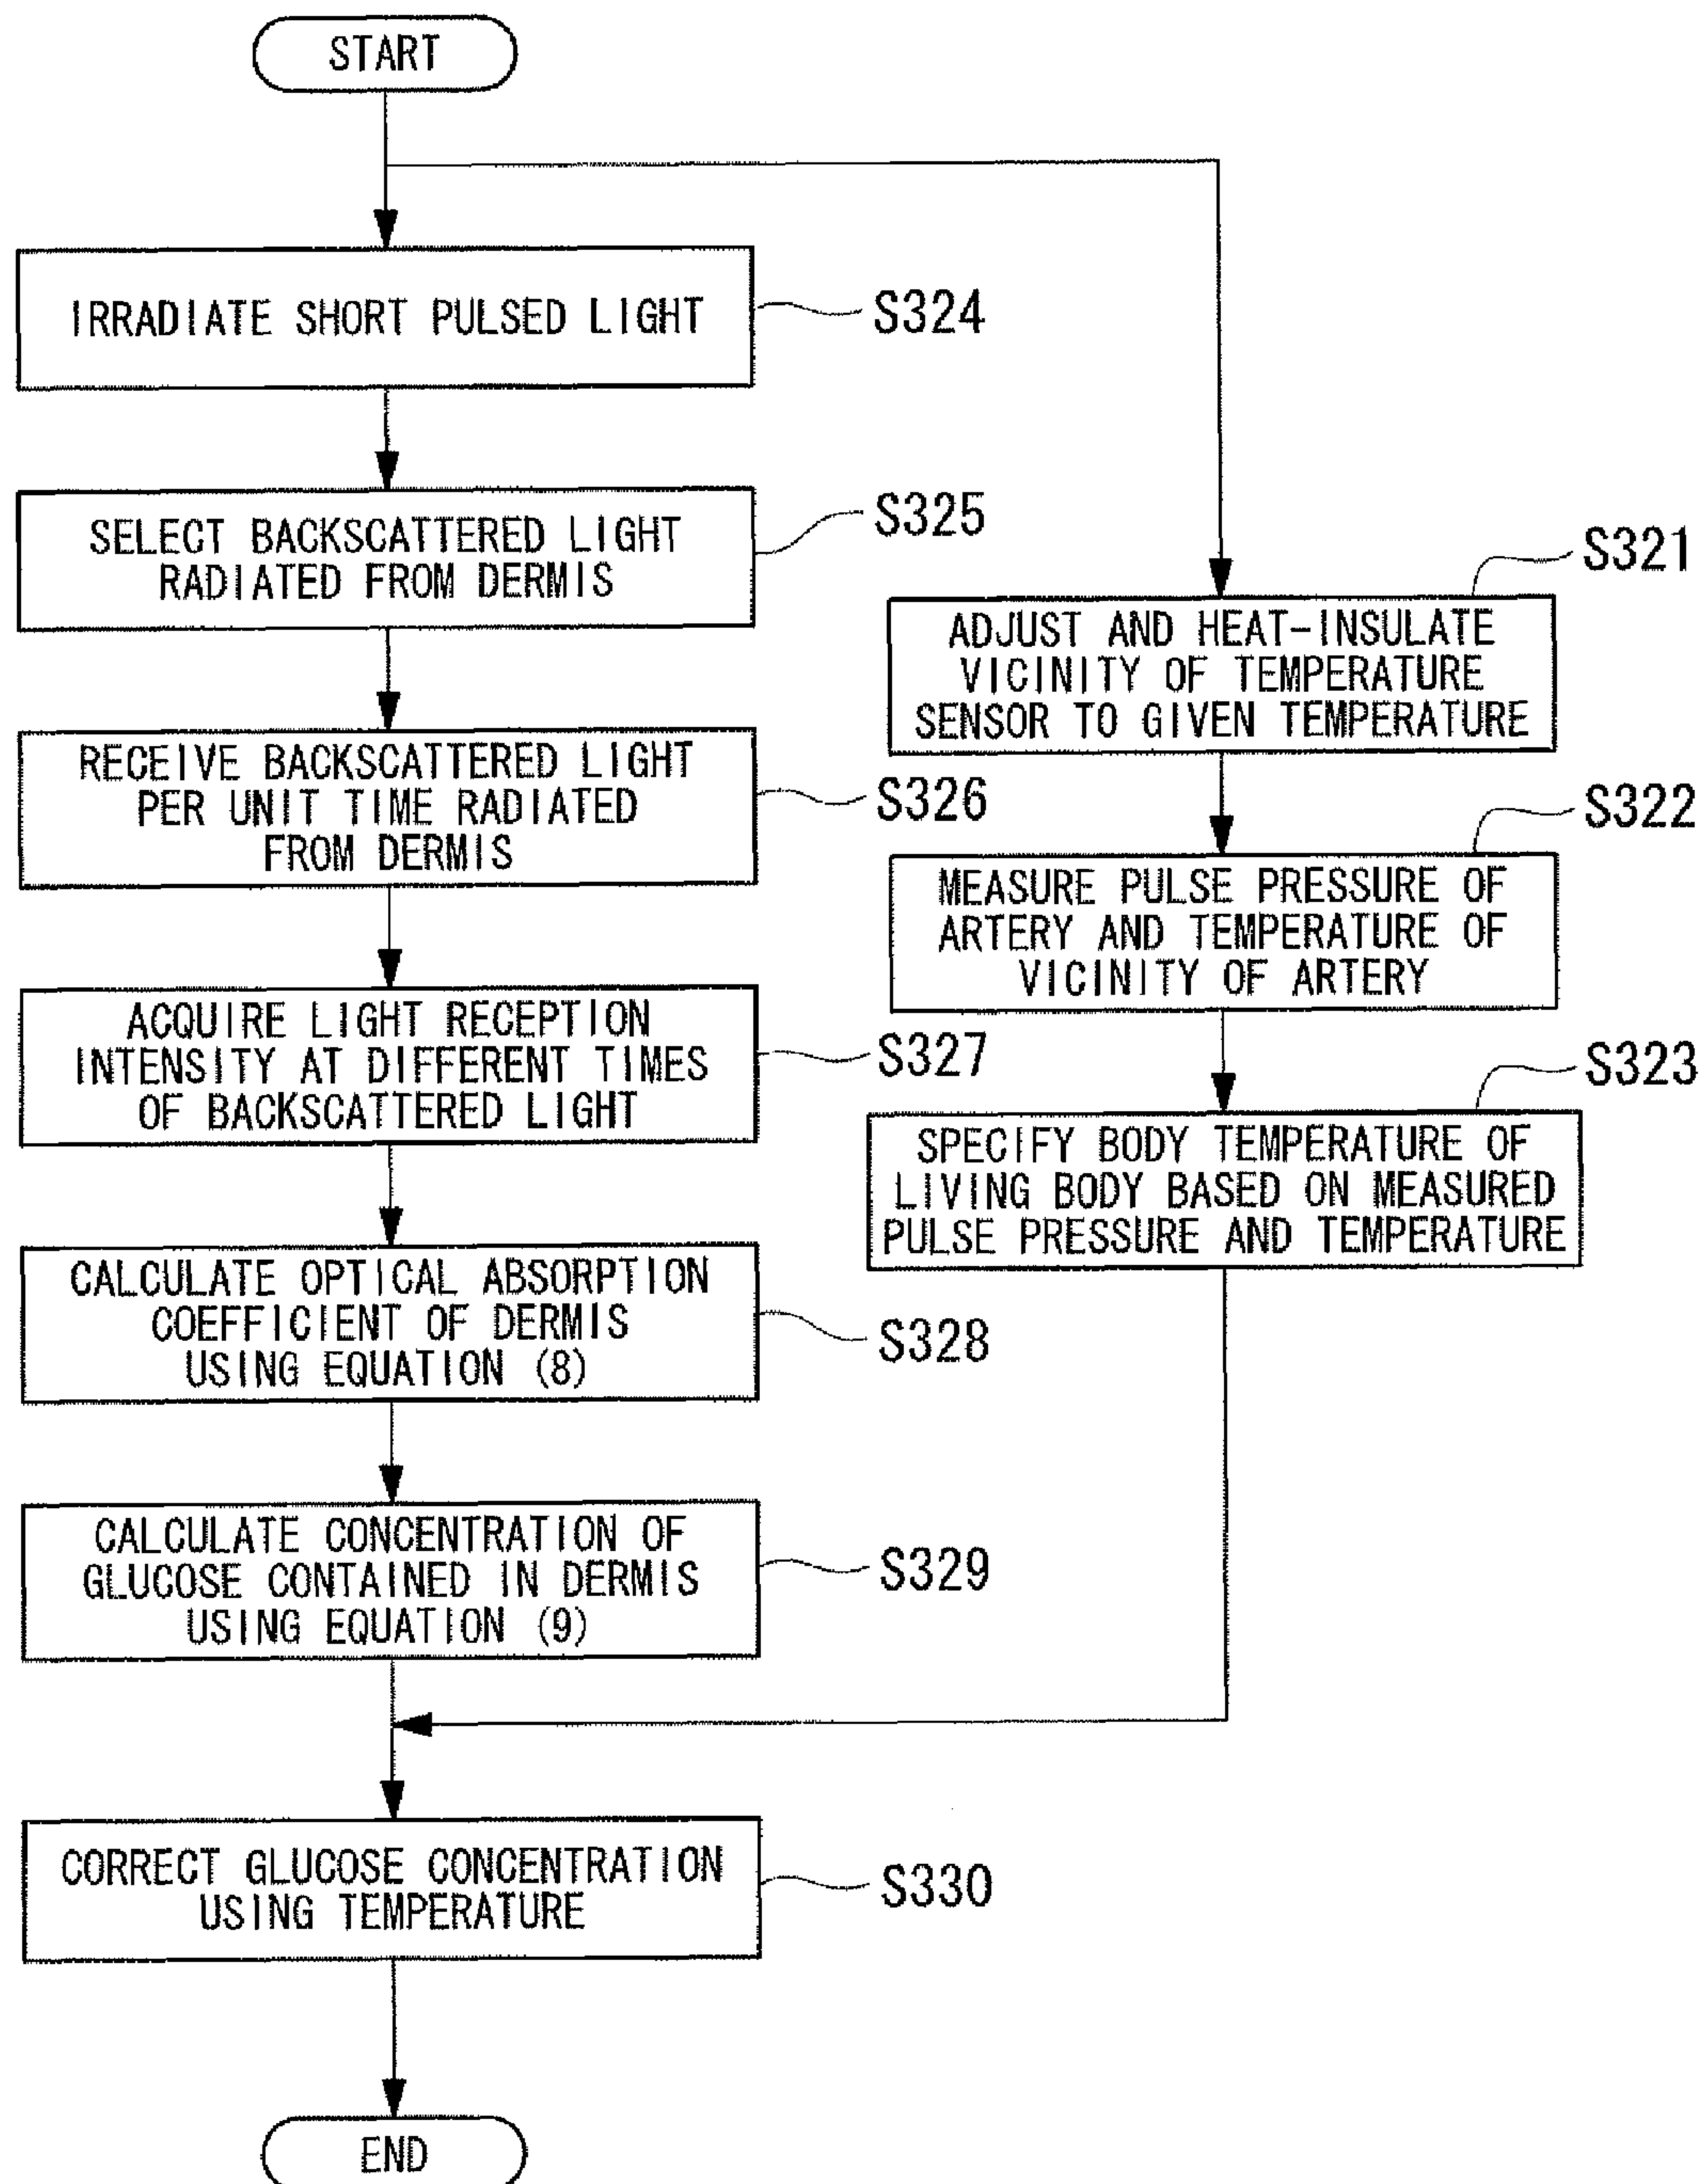 START
IRRADIATE SHORT PULSED LIGHT
S324
SELECT BACKSCATTERED LIGHT
RADIATED FROM DERMIS
S325
RECEIVE BACKSCATTERED LIGHT
PER UNIT TIME RADIATED
FROM DERMIS
S326
ACQUIRE LIGHT RECEPTION
INTENSITY AT DIFFERENT TIMES
OF BACKSCATTERED LIGHT
S327
CALCULATE OPTICAL ABSORPTION
COEFFICIENT OF DERMIS
USING EQUATION (8)
S328
CALCULATE CONCENTRATION OF
GLUCOSE CONTAINED IN DERMIS
USING EQUATION (9)
S329
S321
ADJUST AND HEAT-INSULATE
VICINITY OF TEMPERATURE
SENSOR TO GIVEN TEMPERATURE
S322
MEASURE PULSE PRESSURE OF
ARTERY AND TEMPERATURE OF
VICINITY OF ARTERY
S323
SPECIFY BODY TEMPERATURE OF
LIVING BODY BASED ON MEASURED
PULSE PRESSURE AND TEMPERATURE
CORRECT GLUCOSE CONCENTRATION
USING TEMPERATURE
S330
END